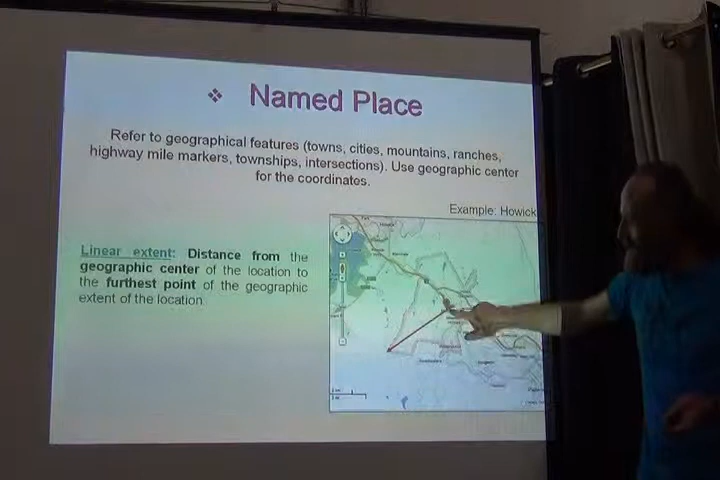 ❖ Named Place
Refer to geographical features (towns, cities, mountains, ranches,
highway mile markers, townships, intersections). Use geographic center
for the coordinates.
Example: Howick
Linear extent: Distance from the
geographic center of the location to
the furthest point of the geographic
extent of the location